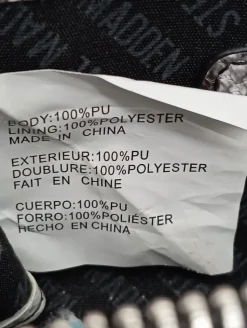 MADDEN
BODY:100%PU
LINING:100%POLYESTER
MADE IN CHINA
EXTERIEUR:100%PU
DOUBLURE:100%POLYESTER
FAIT EN CHINE
CUERPO:100%PU
FORRO:100%POLIÉSTER
HECHO EN CHINA